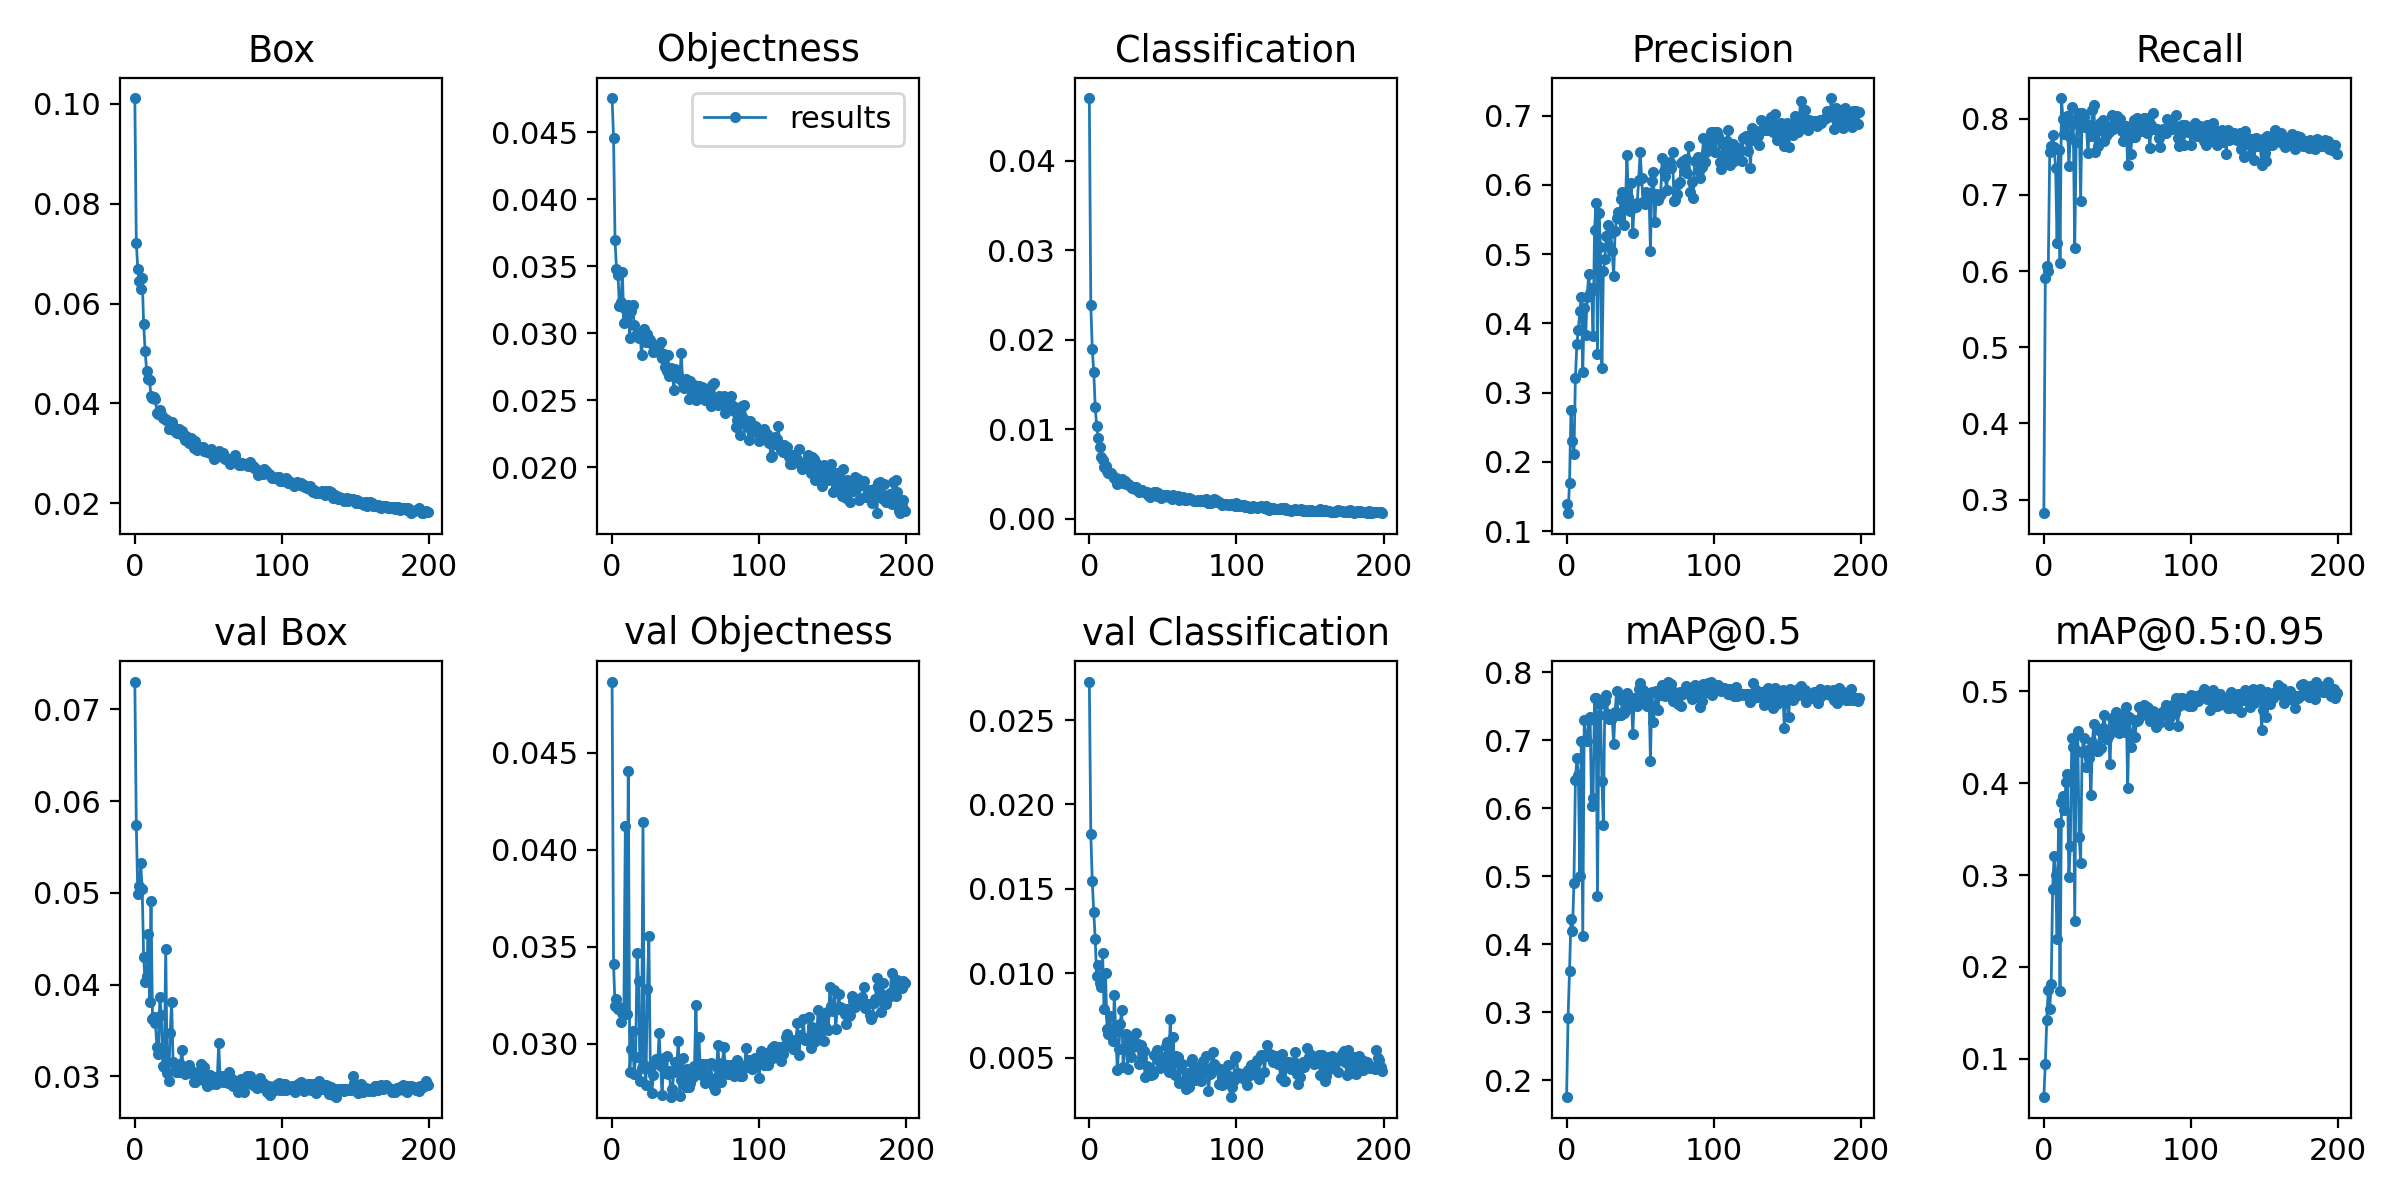 Box
Objectness
Classification
Precision
Recall
results
0.10
0.08
0.06
0.04
0.02
0 100 200
0.045
0.040
0.035
0.030
0.025
0.020
0 100 200
0.04
0.03
0.02
0.01
0.00
0 100 200
0.7
0.6
0.5
0.4
0.3
0.2
0.1
0 100 200
0.8
0.7
0.6
0.5
0.4
0.3
0 100 200
val Box
val Objectness
val Classification
mAP@0.5
mAP@0.5:0.95
0.07
0.06
0.05
0.04
0.03
0 100 200
0.045
0.040
0.035
0.030
0 100 200
0.025
0.020
0.015
0.010
0.005
0 100 200
0.8
0.7
0.6
0.5
0.4
0.3
0.2
0 100 200
0.5
0.4
0.3
0.2
0.1
0 100 200